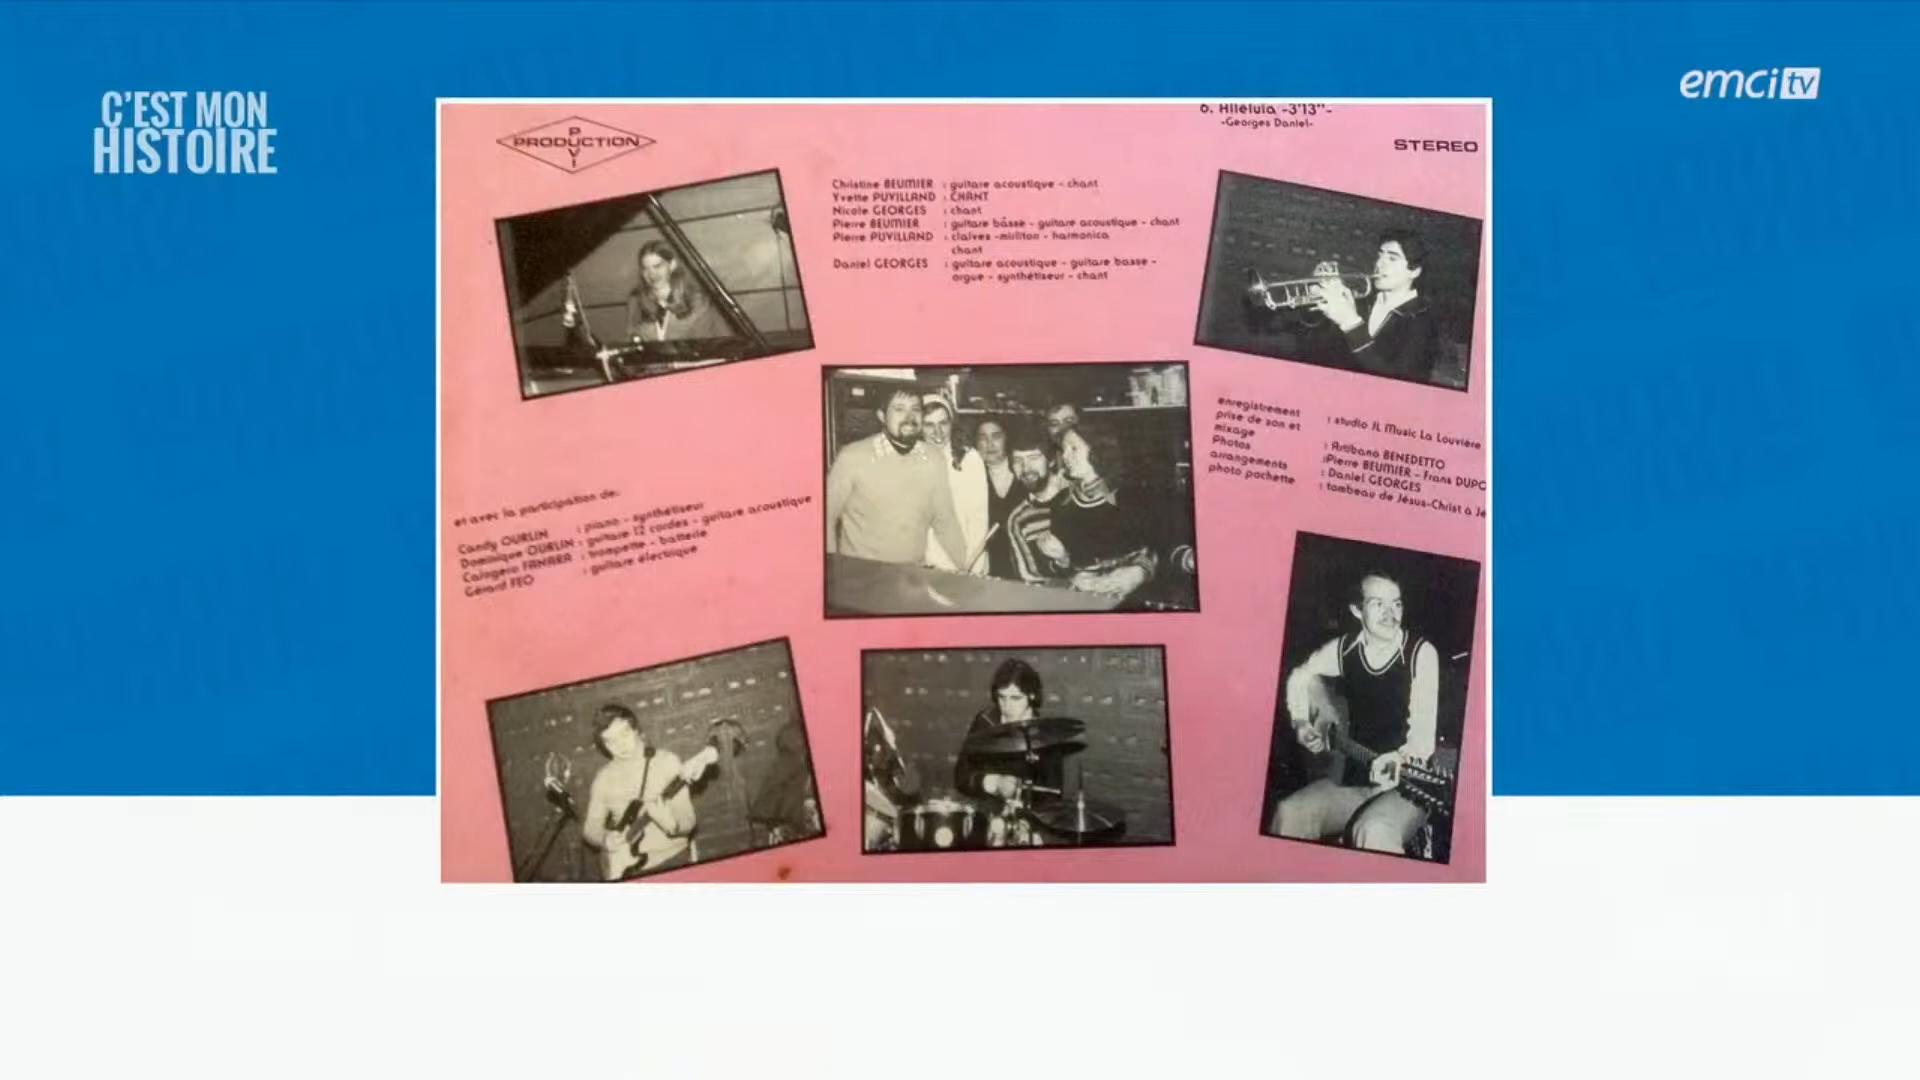 C'EST MON
HISTOIRE
emci tv
PRODUCTION
PUVI
6. Alleluia -3'13"-
-Georges Daniel-
STEREO
Christine BEUMIER : guitare acoustique - chant
Yvette PUVILLAND : CHANT
Nicole GEORGES : chant
Pierre BEUMIER : guitare basse - guitare acoustique - chant
Pierre PUVILLAND : claives -mirliton - harmonica
chant
Daniel GEORGES : guitare acoustique - guitare basse -
orgue - synthétiseur - chant
enregistrement
prise de son et
mixage : studio JL Music La Louvière
: Artibano BENEDETTO
Photos :Pierre BEUMIER - Frans DUPO
arrangements : Daniel GEORGES
photo pochette : tombeau de Jésus-Christ à Jé
et avec la participation de:
Candy OURLIN : piano - synthétiseur
Dominique OURLIN : guitare 12 cordes - guitare acoustique
Calogero FANARA : trompette - batterie
Gérard FEO : guitare électrique